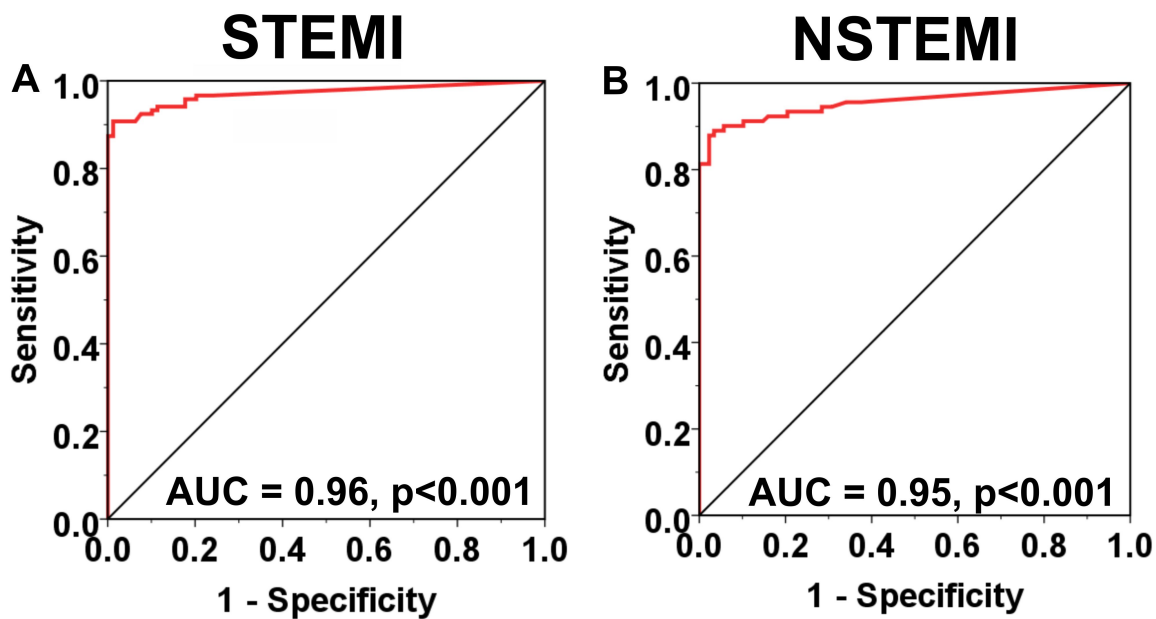 STEMI
A
1.0
0.8
0.6
0.4
0.2
0.0
Sensitivity
AUC = 0.96, p<0.001
0.0 0.2 0.4 0.6 0.8 1.0
1 - Specificity
NSTEMI
B
1.0
0.8
0.6
0.4
0.2
0.0
Sensitivity
AUC = 0.95, p<0.001
0.0 0.2 0.4 0.6 0.8 1.0
1 - Specificity